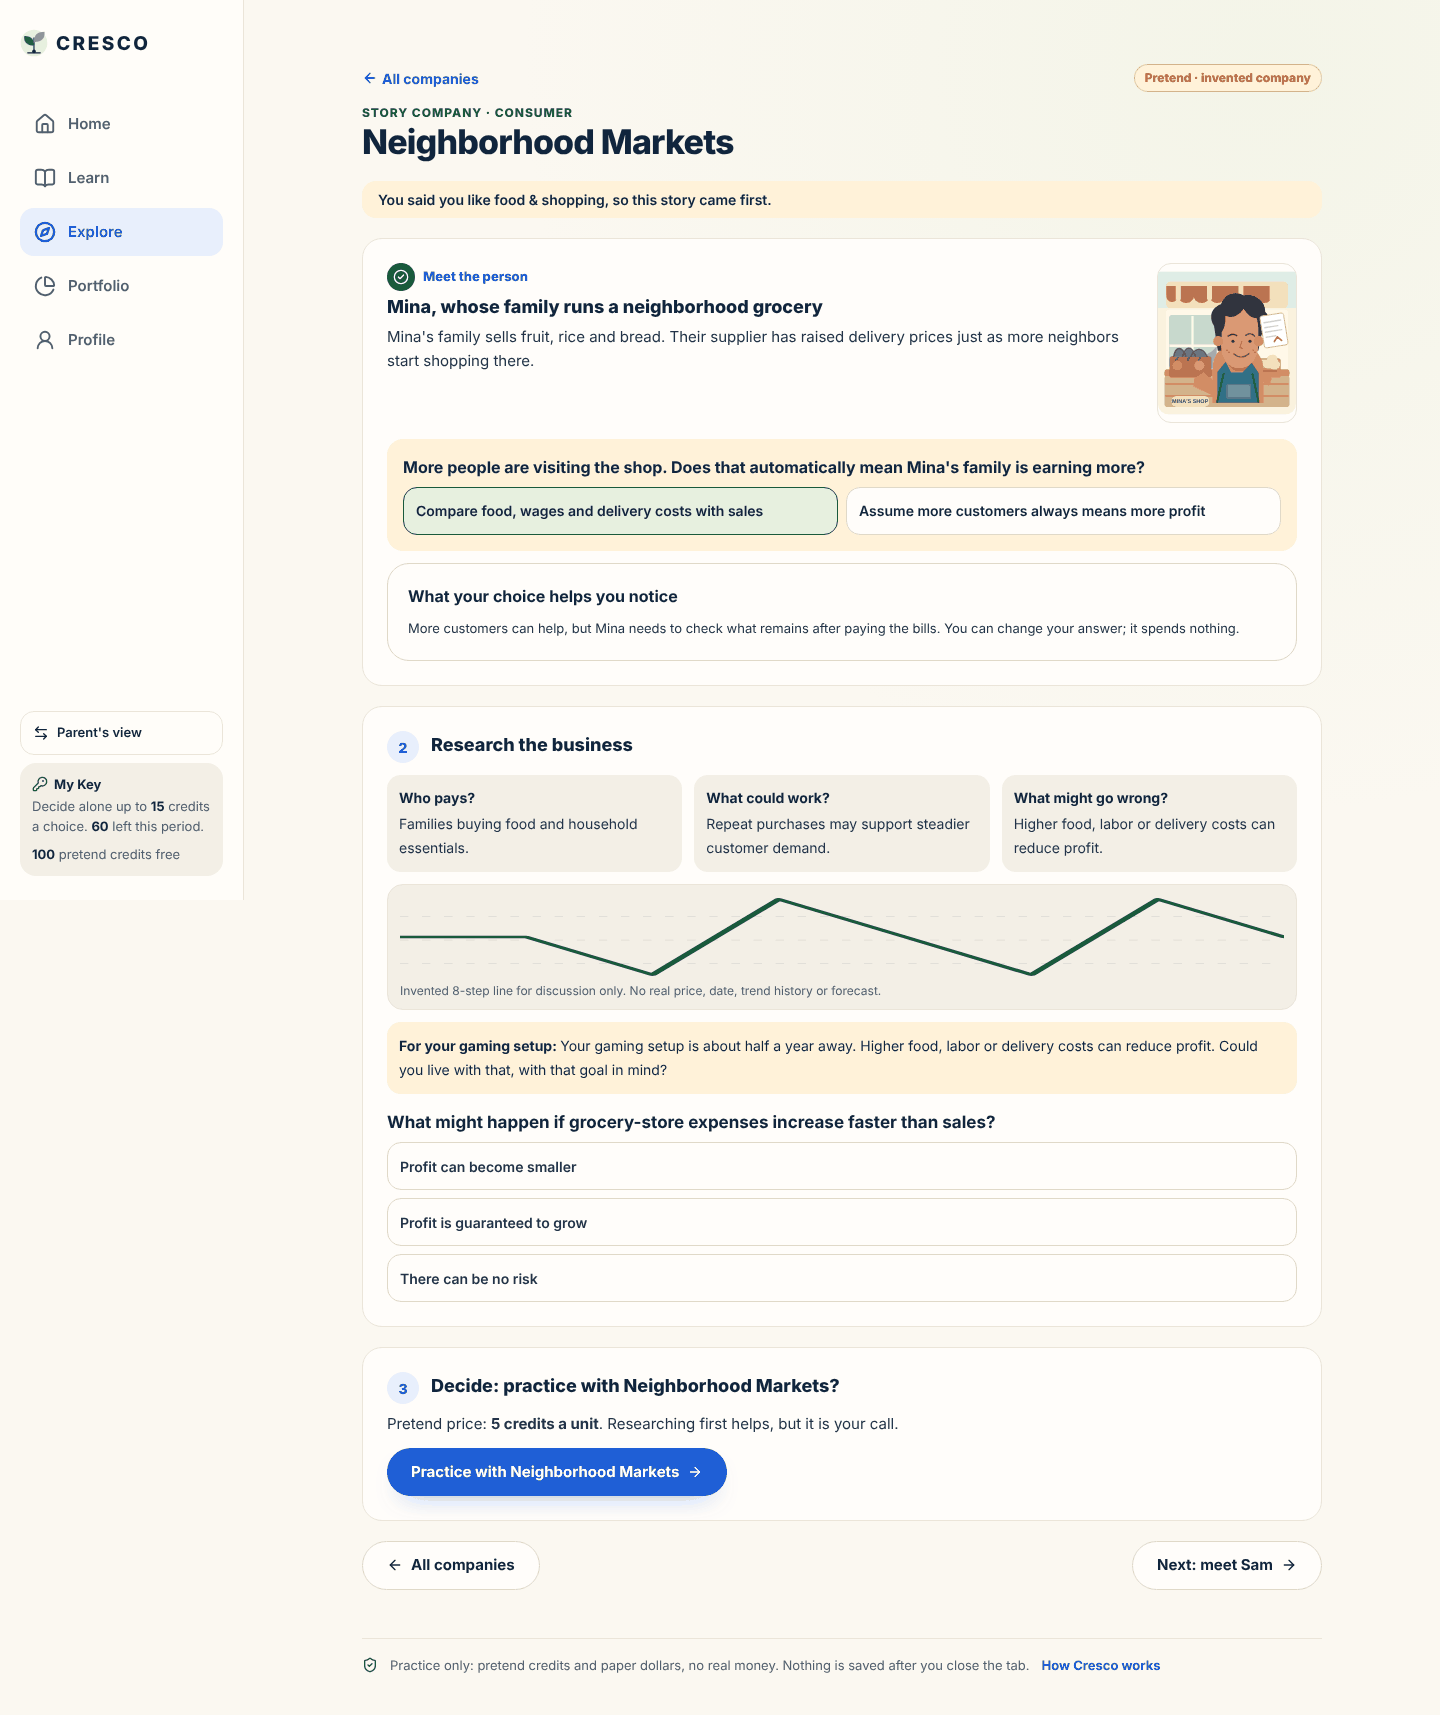 CRESCO
Home
Learn
Explore
Portfolio
Profile
Parent's view
My Key
Decide alone up to 15 credits
a choice. 60 left this period.
100 pretend credits free
All companies
Pretend · invented company
STORY COMPANY · CONSUMER
Neighborhood Markets
You said you like food & shopping, so this story came first.
Meet the person
Mina, whose family runs a neighborhood grocery
Mina's family sells fruit, rice and bread. Their supplier has raised delivery prices just as more neighbors
start shopping there.
MINA'S SHOP
More people are visiting the shop. Does that automatically mean Mina's family is earning more?
Compare food, wages and delivery costs with sales
Assume more customers always means more profit
What your choice helps you notice
More customers can help, but Mina needs to check what remains after paying the bills. You can change your answer; it spends nothing.
2
Research the business
Who pays?
Families buying food and household
essentials.
What could work?
Repeat purchases may support steadier
customer demand.
What might go wrong?
Higher food, labor or delivery costs can
reduce profit.
Invented 8-step line for discussion only. No real price, date, trend history or forecast.
For your gaming setup: Your gaming setup is about half a year away. Higher food, labor or delivery costs can reduce profit. Could
you live with that, with that goal in mind?
What might happen if grocery-store expenses increase faster than sales?
Profit can become smaller
Profit is guaranteed to grow
There can be no risk
3
Decide: practice with Neighborhood Markets?
Pretend price: 5 credits a unit. Researching first helps, but it is your call.
Practice with Neighborhood Markets
All companies
Next: meet Sam
Practice only: pretend credits and paper dollars, no real money. Nothing is saved after you close the tab. How Cresco works